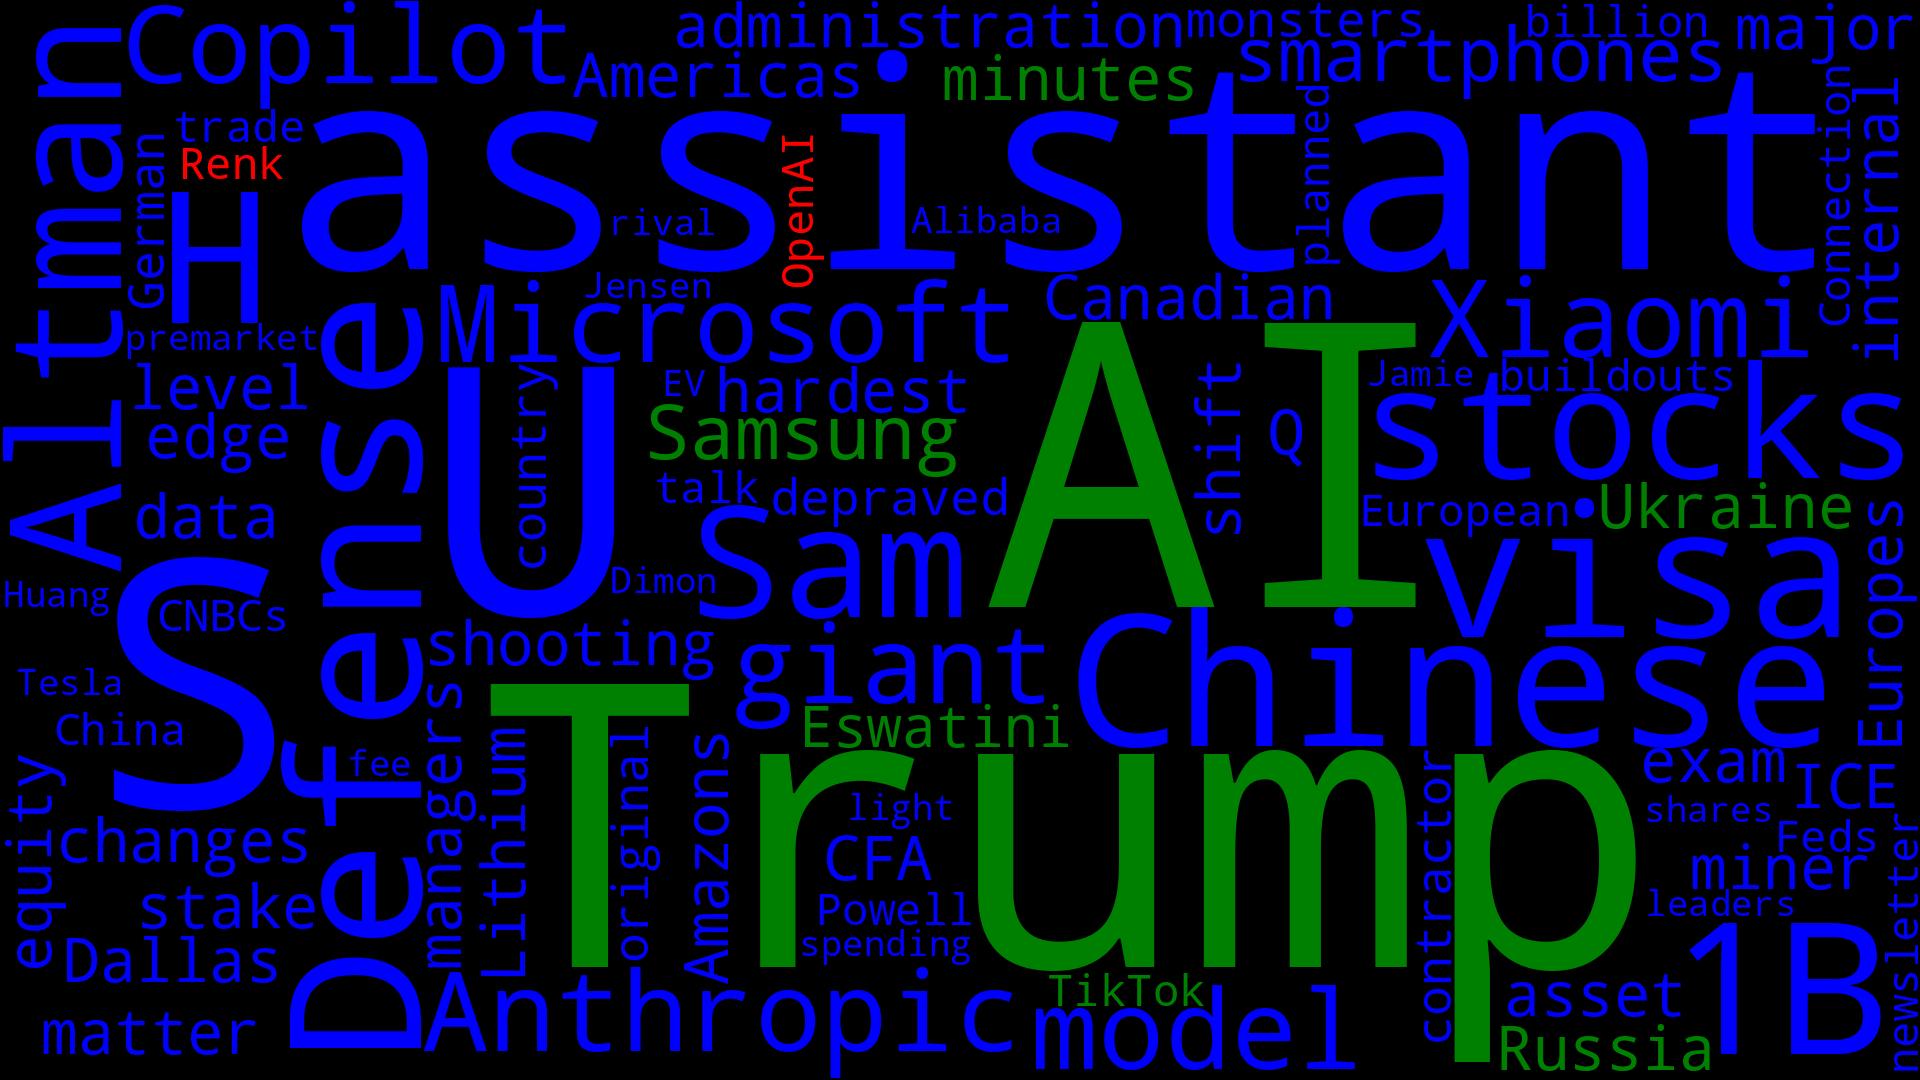 Copilot
administration
monsters
billion
major
smartphones
Americas
minutes
Altman
trade
Renk
German
H
assistant
OpenAI
rival
Alibaba
planned
Connection
internal
Jensen
premarket
Microsoft
Canadian
Xiaomi
level
edge
data
Defense
U
country
EV
hardest
Samsung
talk
depraved
AI
shift
Q
Jamie
buildouts
stocks
European
Ukraine
Sam
Dimon
visa
Europes
Huang
CNBCs
S
Tesla
China
shooting
giant
Chinese
Eswatini
fee
managers
Lithium
original
Amazons
Trump
light
CFA
Powell
spending
contractor
exam
ICE
shares
Feds
miner
leaders
newsletter
equity
changes
stake
Dallas
matter
Anthropic
TikTok
model
asset
Russia
1B